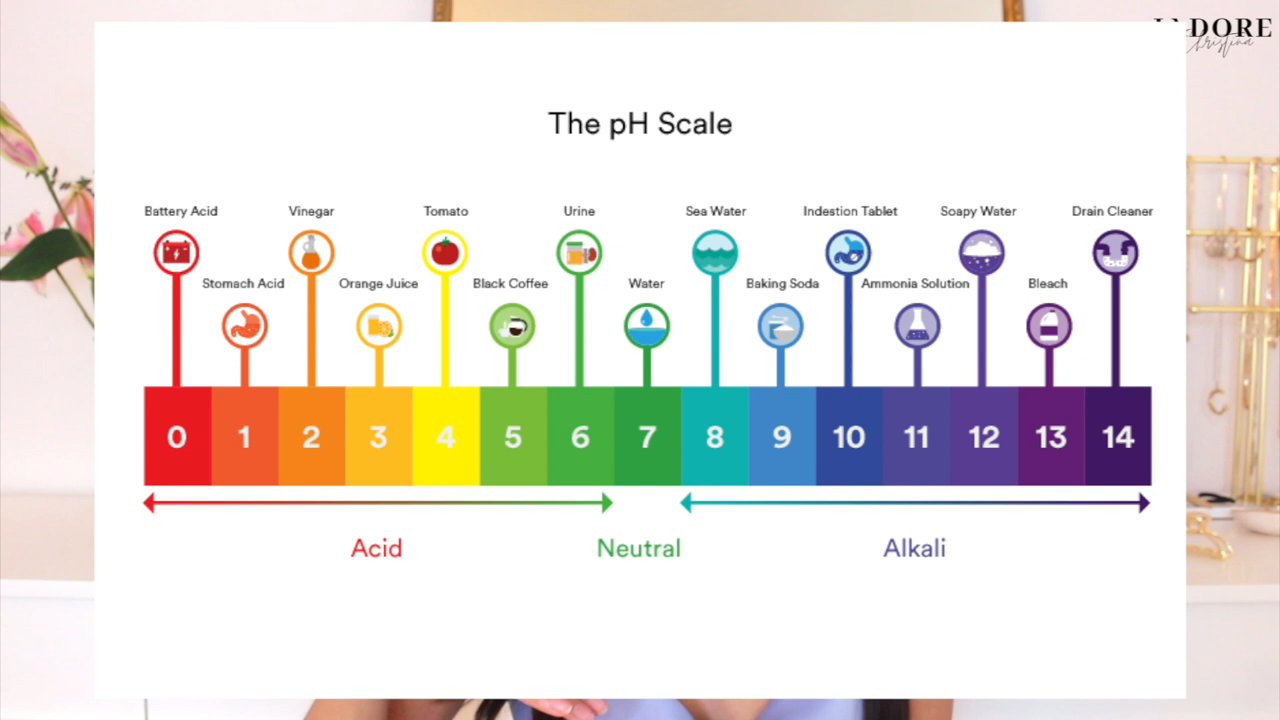 DORE
Christina
The pH Scale
Battery Acid Vinegar Tomato Urine Sea Water Indestion Tablet Soapy Water Drain Cleaner
Stomach Acid Orange Juice Black Coffee Water Baking Soda Ammonia Solution Bleach
0 1 2 3 4 5 6 7 8 9 10 11 12 13 14
Acid Neutral Alkali